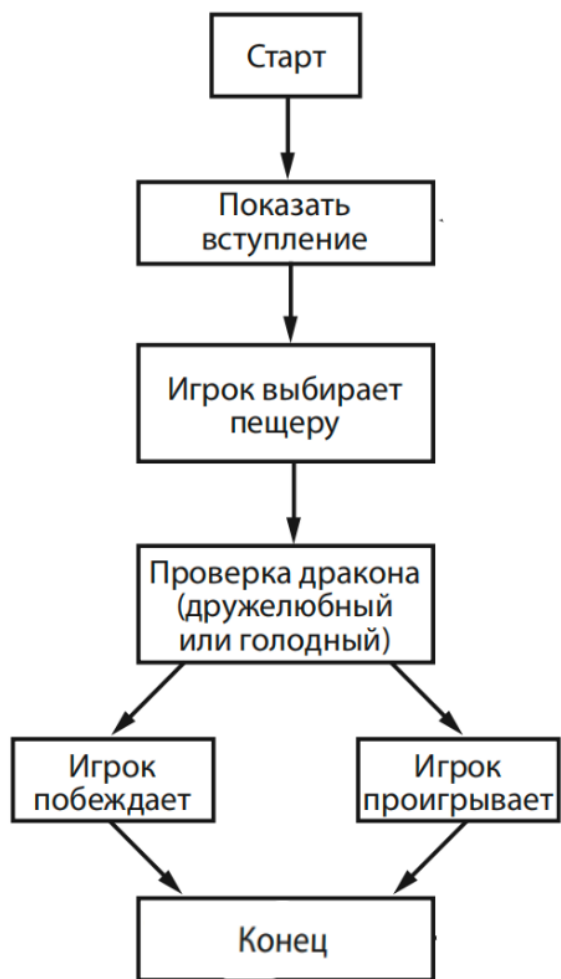 Старт
Показать
вступление
Игрок выбирает
пещеру
Проверка дракона
(дружелюбный
или голодный)
Игрок
побеждает
Игрок
проигрывает
Конец